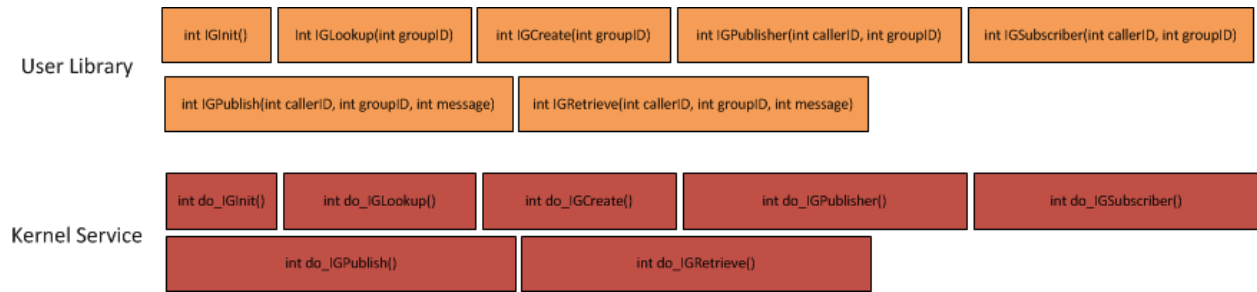 int IGInit()
Int IGLookup(int groupID)
int IGCreate(int groupID)
int IGPublisher(int callerID, int groupID)
int IGSubscriber(int callerID, int groupID)
User Library
int IGPublish(int callerID, int groupID, int message)
int IGRetrieve(int callerID, int groupID, int message)
int do_IGInit()
int do_IGLookup()
int do_IGCreate()
int do_IGPublisher()
int do_IGSubscriber()
Kernel Service
int do_IGPublish()
int do_IGRetrieve()